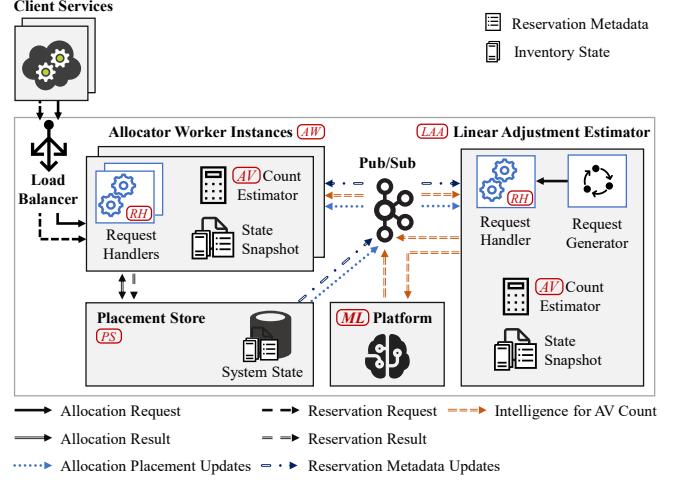 Client Services
Reservation Metadata
Inventory State
Allocator Worker Instances AW
LAA Linear Adjustment Estimator
Load
Balancer
RH
Request
Handlers
AV Count
Estimator
State
Snapshot
Pub/Sub
RH
Request
Handler
Request
Generator
AV Count
Estimator
State
Snapshot
Placement Store
PS
System State
ML Platform
Allocation Request
Reservation Request
Intelligence for AV Count
Allocation Result
Reservation Result
Allocation Placement Updates
Reservation Metadata Updates